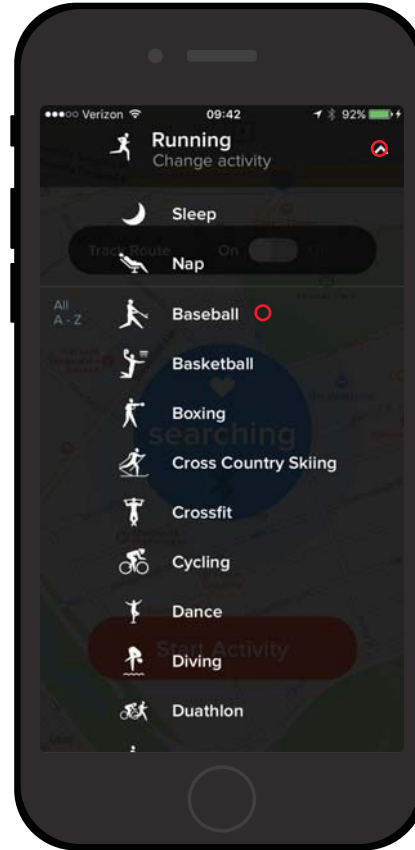 Verizon 09:42 92%
Running
Change activity
Sleep
Track Route On Off
Nap
All
A - Z
Baseball
Basketball
Boxing
searching
Cross Country Skiing
Crossfit
Cycling
Dance
Start Activity
Diving
Duathlon